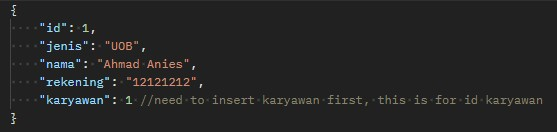 {
"id": 1,
"jenis": "UOB",
"nama": "Ahmad Anies",
"rekening": "12121212",
"karyawan": 1 //need to insert karyawan first, this is for id karyawan
}